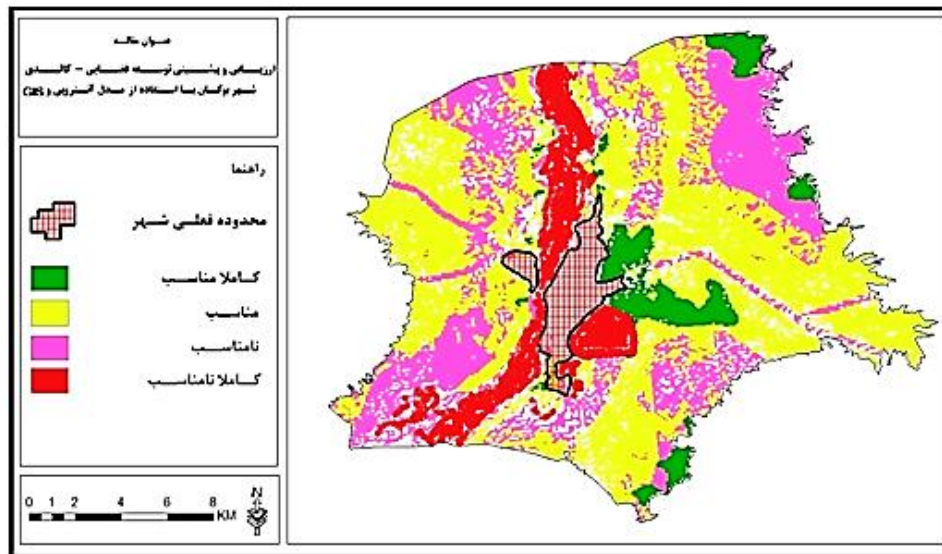 عنوان مقاله
ارزیابی و پیشبینی توسعه فضایی – کالبدی
شهر برکان با استفاده از مدل آنتروپی و GIS
راهنما
محدوده فعلی شهر
کاملا مناسب
مناسب
نامناسب
کاملا نامناسب
0 1 2 4 6 8
KM
N